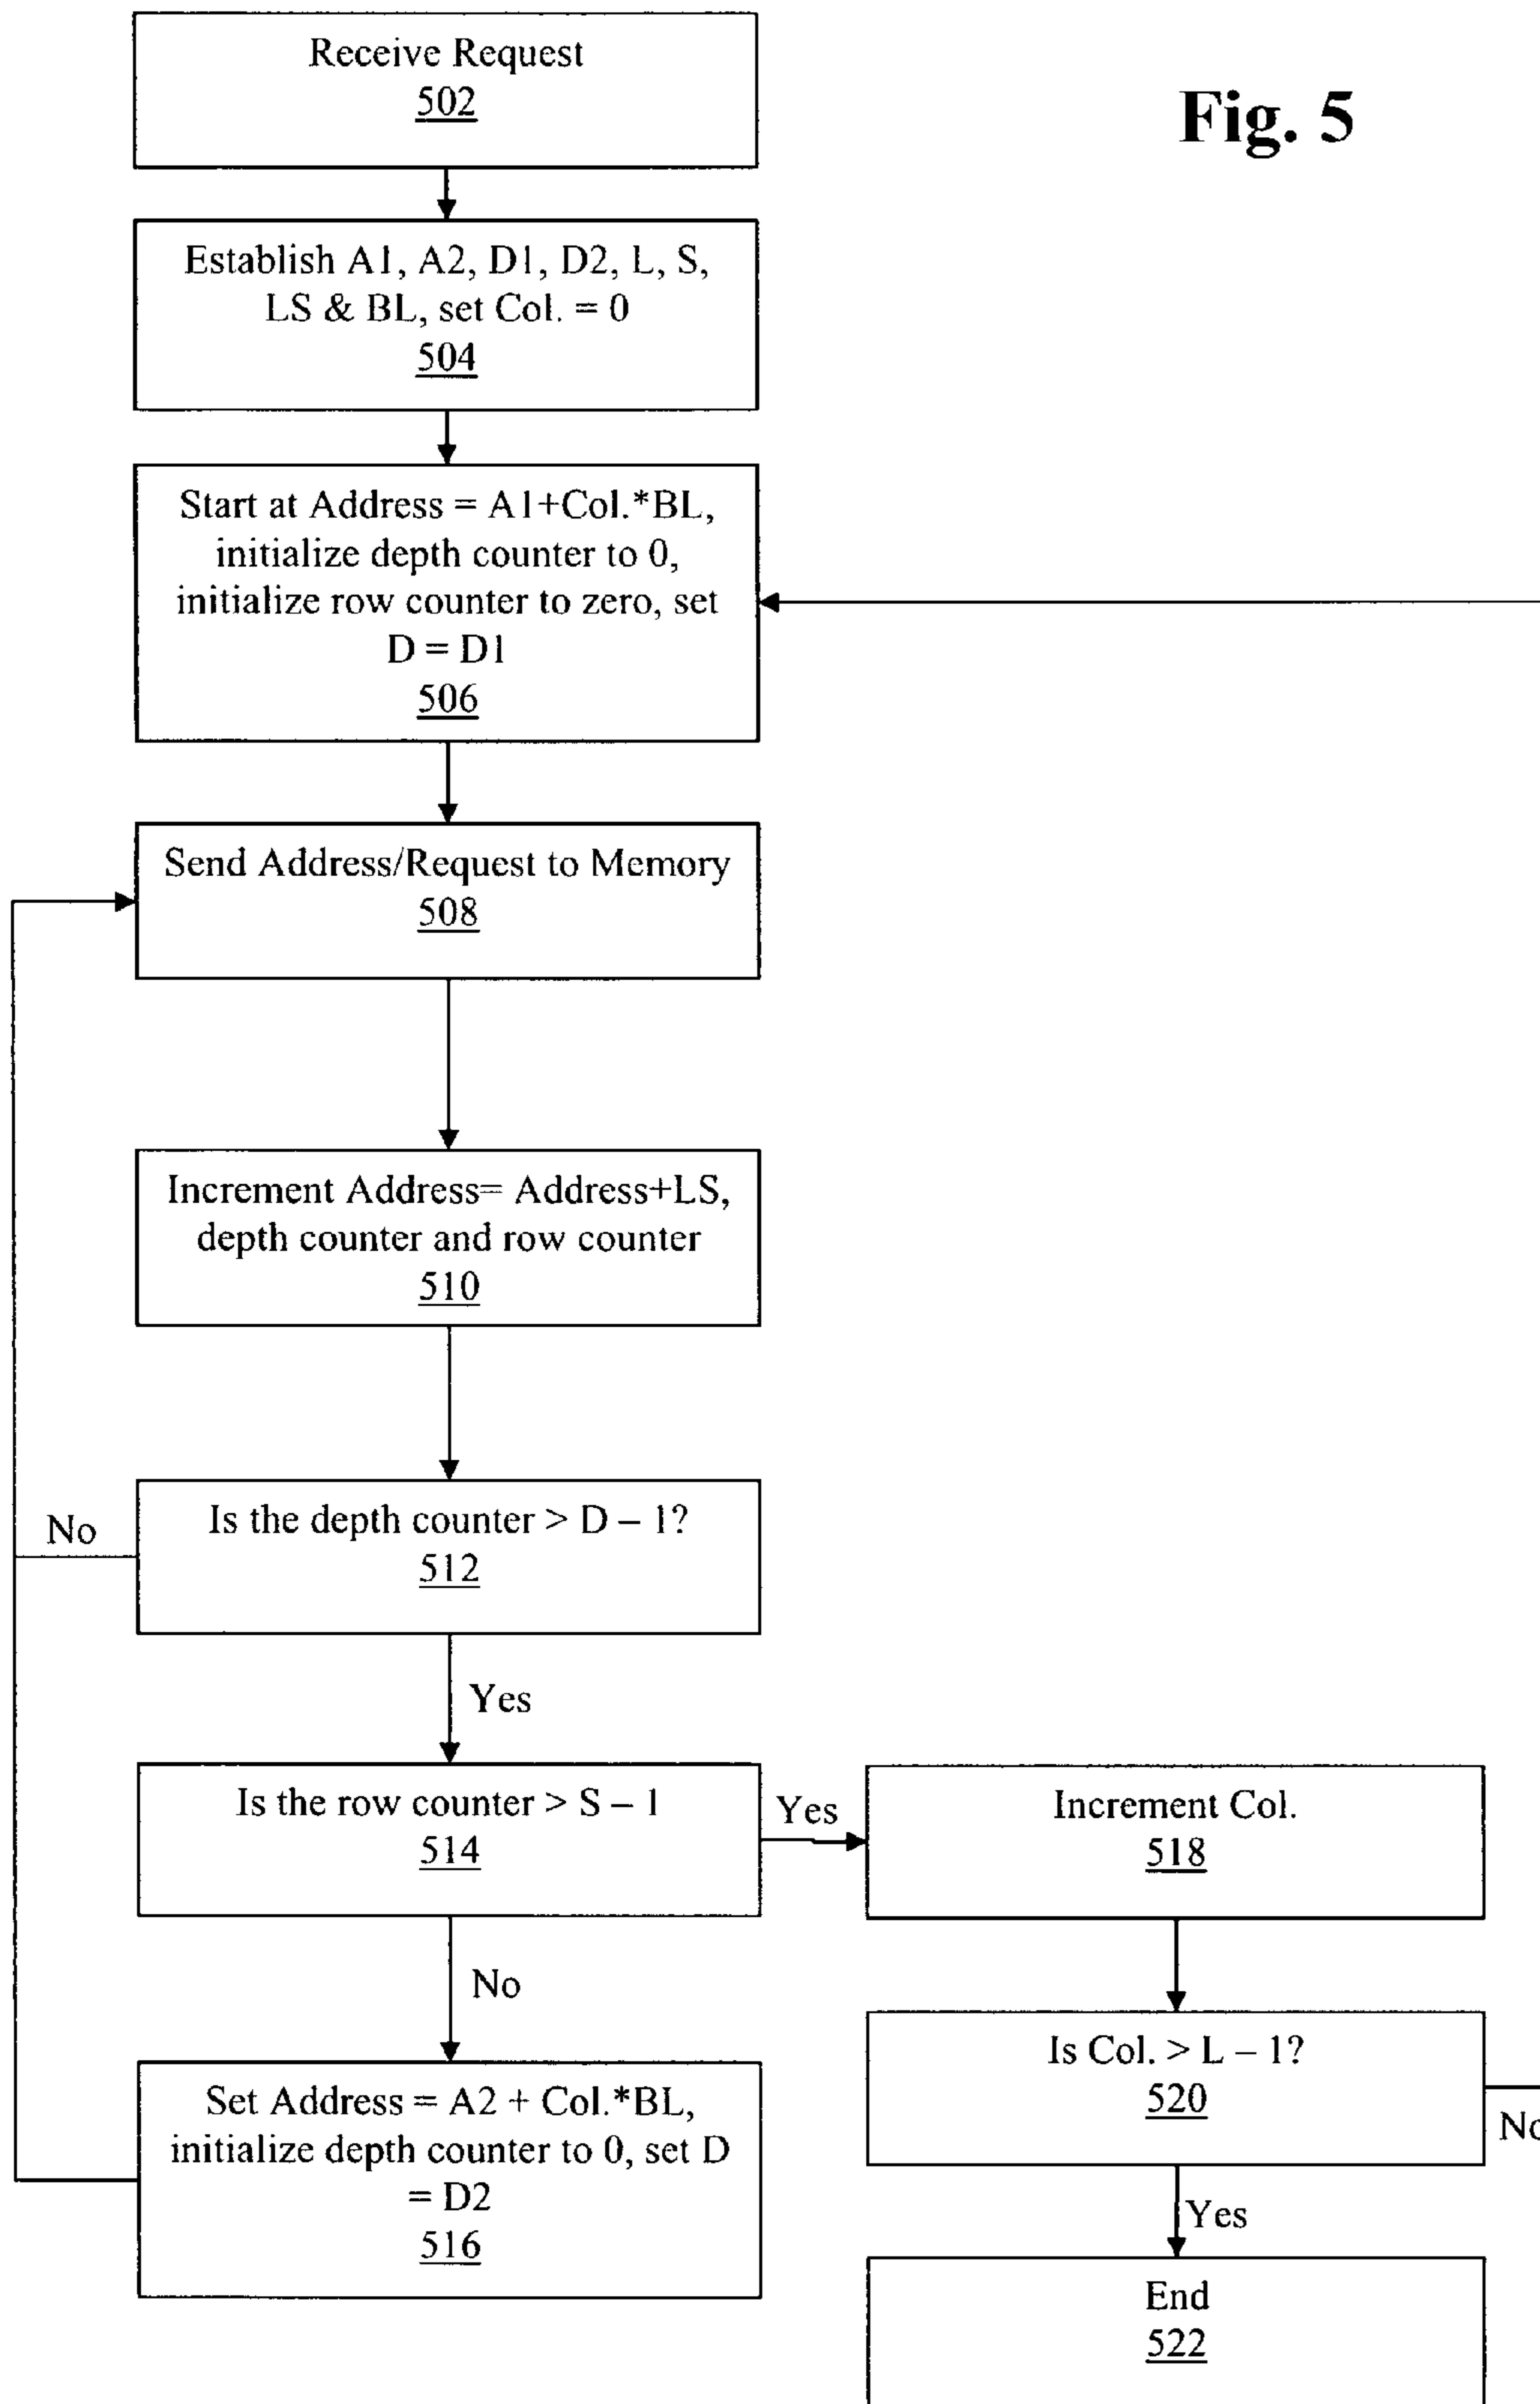 Receive Request
502
Fig. 5
Establish A1, A2, D1, D2, L, S,
LS & BL, set Col. = 0
504
Start at Address = A1+Col.*BL,
initialize depth counter to 0,
initialize row counter to zero, set
D = D1
506
Send Address/Request to Memory
508
Increment Address= Address+LS,
depth counter and row counter
510
Is the depth counter > D – 1?
512
No
Yes
Is the row counter > S – 1
514
Yes
Increment Col.
518
No
Is Col. > L – 1?
520
No
Set Address = A2 + Col.*BL,
initialize depth counter to 0, set D
= D2
516
Yes
End
522